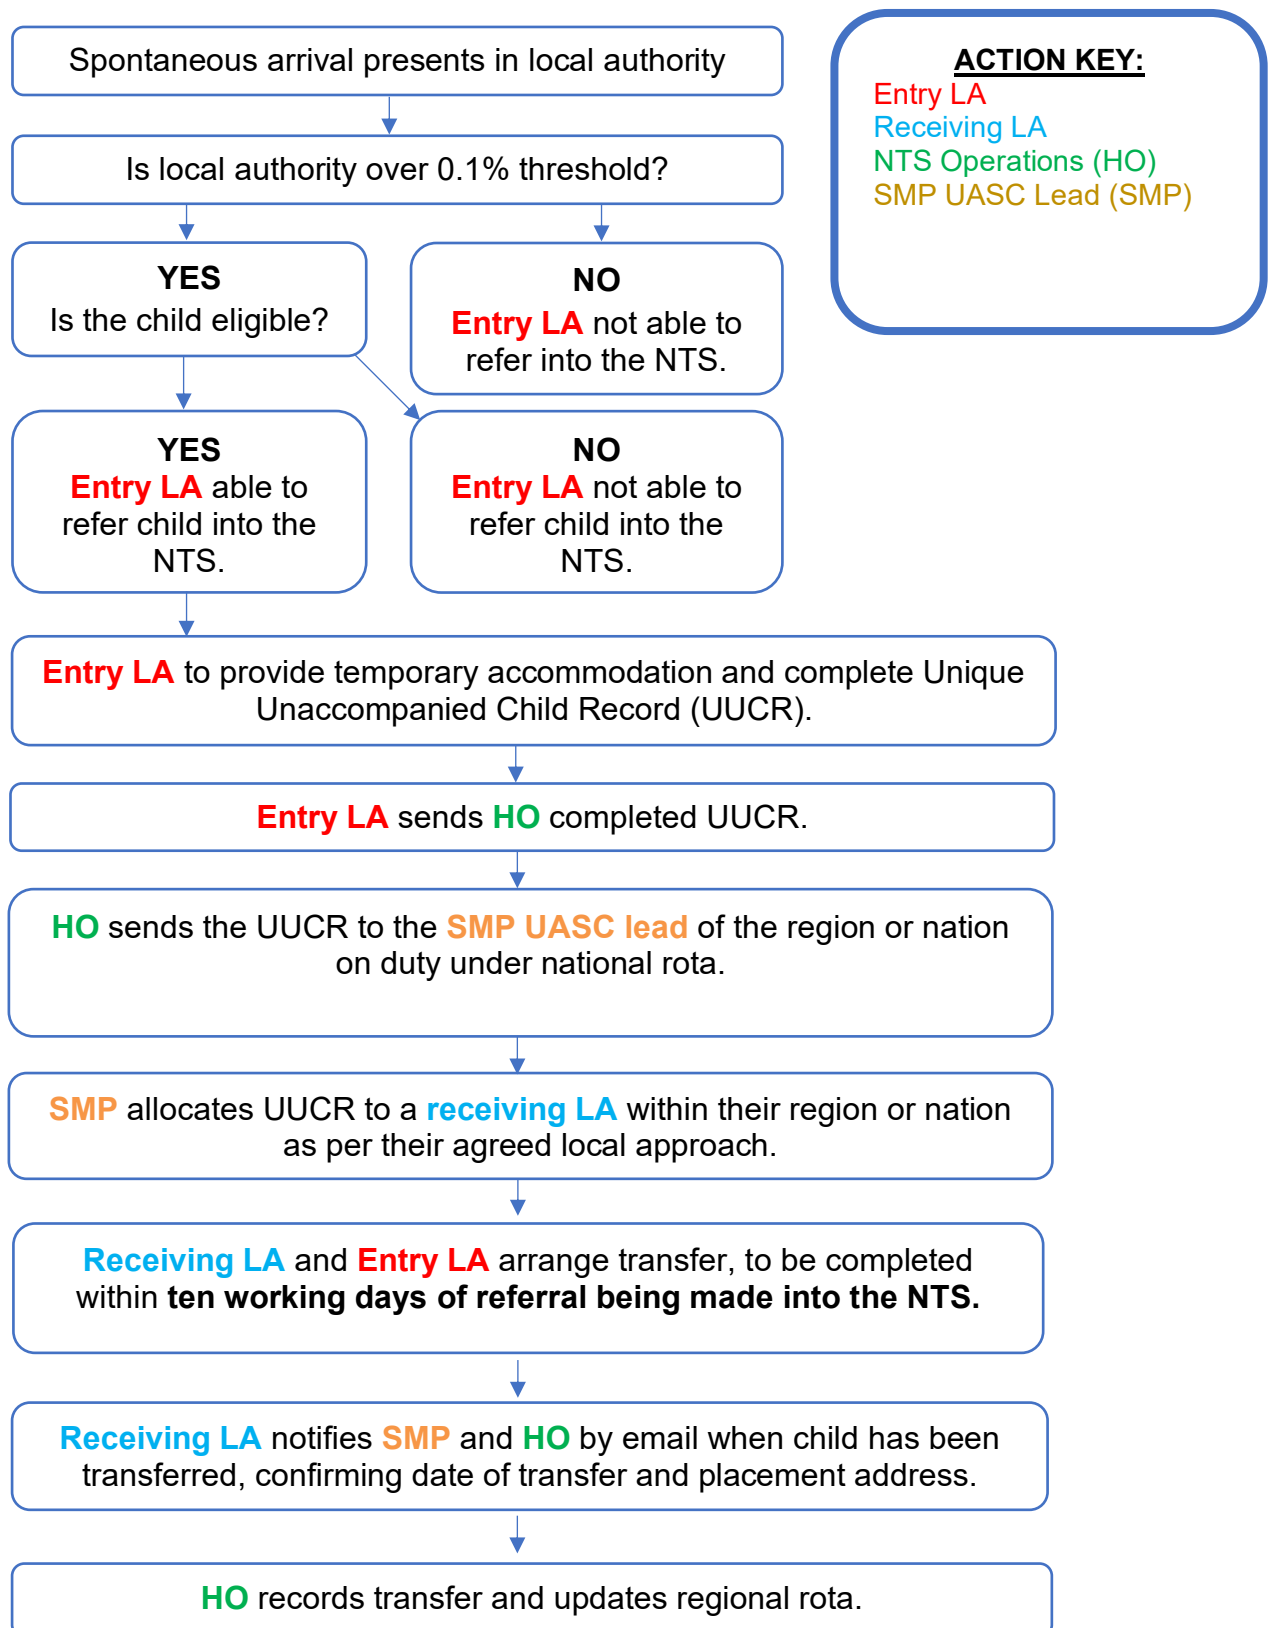 Spontaneous arrival presents in local authority
ACTION KEY:
Entry LA
Receiving LA
NTS Operations (HO)
SMP UASC Lead (SMP)
Is local authority over 0.1% threshold?
YES
Is the child eligible?
NO
Entry LA not able to
refer into the NTS.
YES
Entry LA able to
refer child into the
NTS.
NO
Entry LA not able to
refer child into the
NTS.
Entry LA to provide temporary accommodation and complete Unique
Unaccompanied Child Record (UUCR).
Entry LA sends HO completed UUCR.
HO sends the UUCR to the SMP UASC lead of the region or nation
on duty under national rota.
SMP allocates UUCR to a receiving LA within their region or nation
as per their agreed local approach.
Receiving LA and Entry LA arrange transfer, to be completed
within ten working days of referral being made into the NTS.
Receiving LA notifies SMP and HO by email when child has been
transferred, confirming date of transfer and placement address.
HO records transfer and updates regional rota.